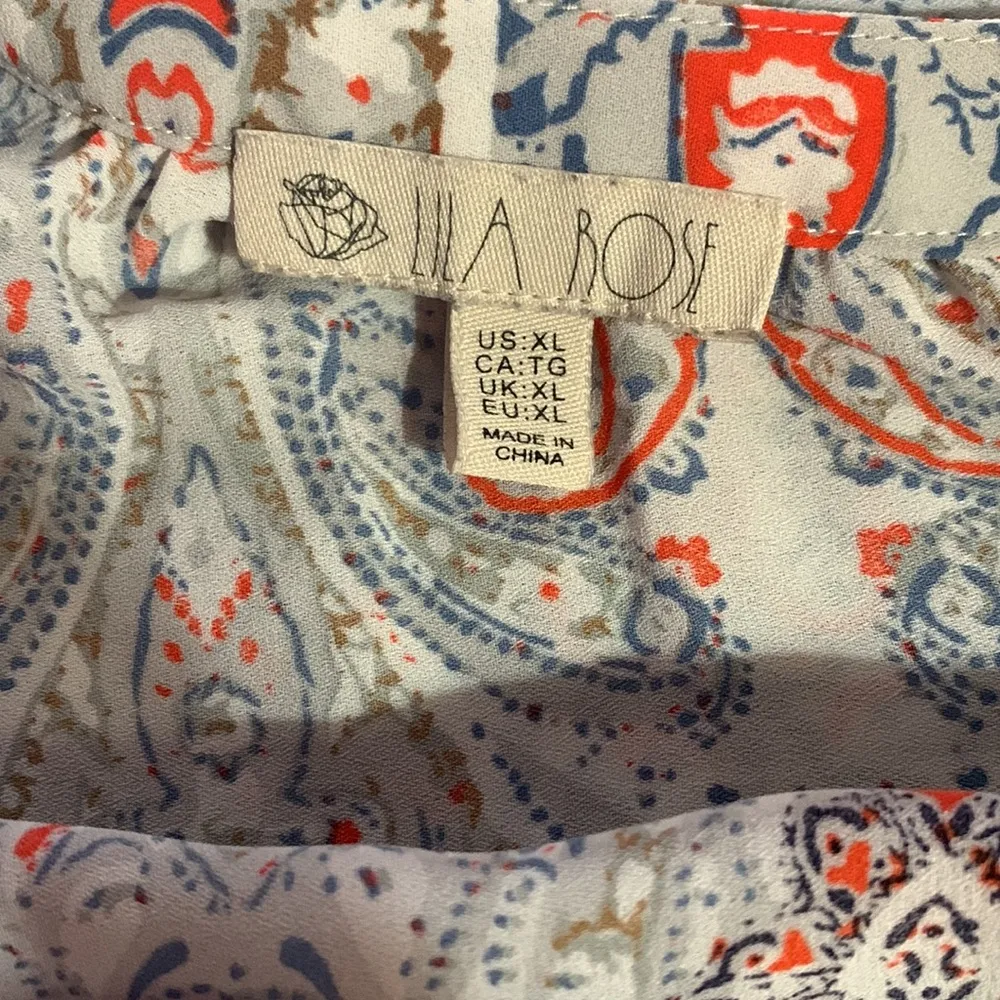 LILA ROSE
US:XL
CA:TG
UK:XL
EU:XL
MADE IN
CHINA